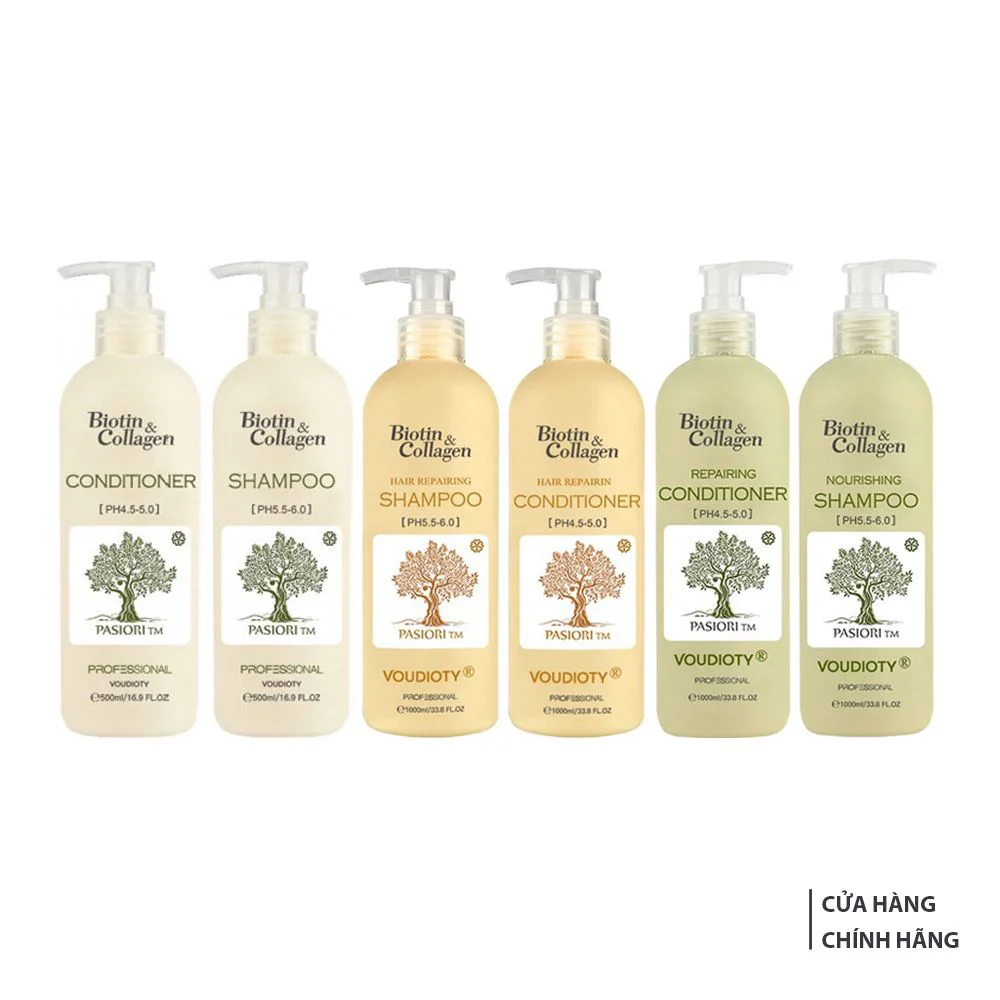 Biotin &
Collagen
CONDITIONER
[PH4.5-5.0]
PASIORI TM
PROFESSIONAL
VOUDIOTY
℮500ml/16.9 FL.OZ
Biotin &
Collagen
SHAMPOO
[PH5.5-6.0]
PASIORI TM
PROFESSIONAL
VOUDIOTY
℮500ml/16.9 FL.OZ
Biotin &
Collagen
HAIR REPAIRING
SHAMPOO
[PH5.5-6.0]
PASIORI TM
VOUDIOTY®
PROFESSIONAL
℮1000ml/33.8 FL.OZ
Biotin &
Collagen
HAIR REPAIRIN
CONDITIONER
[PH4.5-5.0]
PASIORI TM
VOUDIOTY®
PROFESSIONAL
℮1000ml/33.8 FL.OZ
Biotin &
Collagen
REPAIRING
CONDITIONER
[PH4.5-5.0]
PASIORI TM
VOUDIOTY®
PROFESSIONAL
℮1000ml/33.8 FL.OZ
Biotin &
Collagen
NOURISHING
SHAMPOO
[PH5.5-6.0]
PASIORI TM
VOUDIOTY®
PROFESSIONAL
℮1000ml/33.8 FL.OZ
CỬA HÀNG
CHÍNH HÃNG